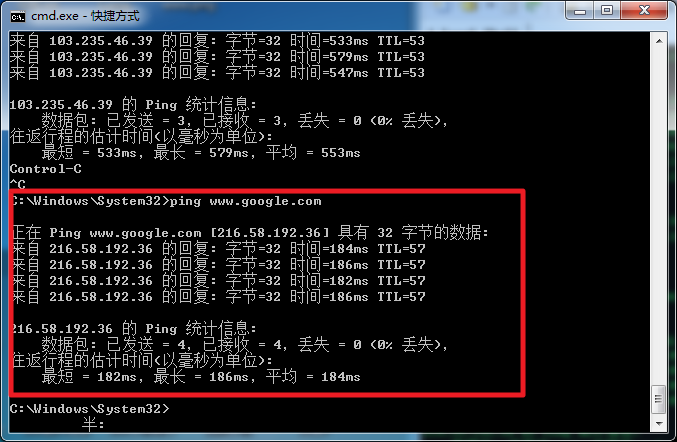 cmd.exe - 快捷方式
来自 103.235.46.39 的回复: 字节=32 时间=533ms TTL=53
来自 103.235.46.39 的回复: 字节=32 时间=579ms TTL=53
来自 103.235.46.39 的回复: 字节=32 时间=547ms TTL=53
103.235.46.39 的 Ping 统计信息:
数据包: 已发送 = 3, 已接收 = 3, 丢失 = 0 (0% 丢失),
往返行程的估计时间(以毫秒为单位):
最短 = 533ms, 最长 = 579ms, 平均 = 553ms
Control-C
^C
C:\Windows\System32>ping www.google.com
正在 Ping www.google.com [216.58.192.36] 具有 32 字节的数据:
来自 216.58.192.36 的回复: 字节=32 时间=184ms TTL=57
来自 216.58.192.36 的回复: 字节=32 时间=186ms TTL=57
来自 216.58.192.36 的回复: 字节=32 时间=182ms TTL=57
来自 216.58.192.36 的回复: 字节=32 时间=186ms TTL=57
216.58.192.36 的 Ping 统计信息:
数据包: 已发送 = 4, 已接收 = 4, 丢失 = 0 (0% 丢失),
往返行程的估计时间(以毫秒为单位):
最短 = 182ms, 最长 = 186ms, 平均 = 184ms
C:\Windows\System32>
半: